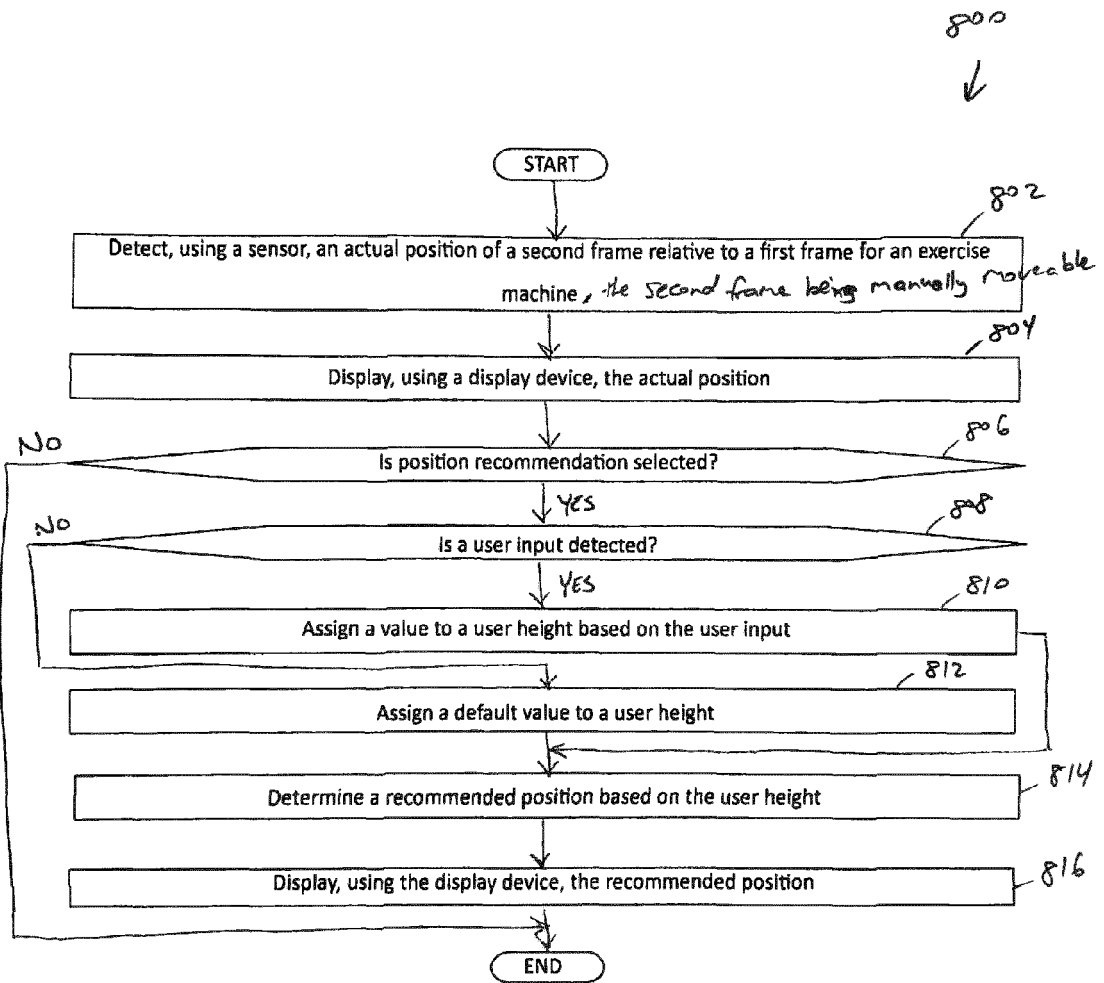 800
START
802
Detect, using a sensor, an actual position of a second frame relative to a first frame for an exercise
machine, the second frame being manually moveable
804
Display, using a display device, the actual position
806
No
Is position recommendation selected?
YES
808
No
Is a user input detected?
YES
810
Assign a value to a user height based on the user input
812
Assign a default value to a user height
814
Determine a recommended position based on the user height
816
Display, using the display device, the recommended position
END